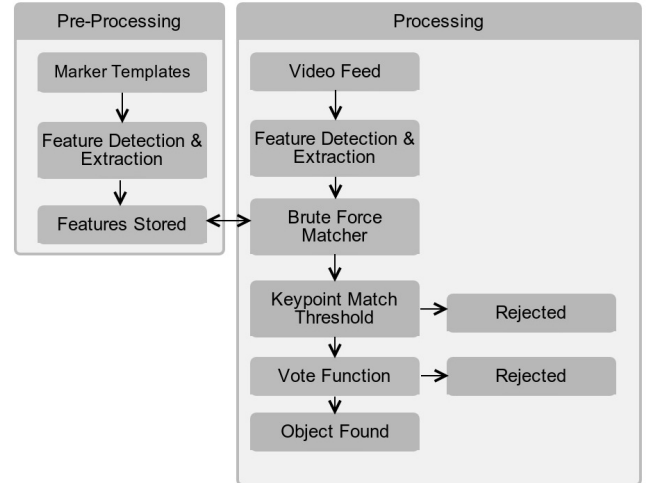 Pre-Processing
Marker Templates
Feature Detection &
Extraction
Features Stored
Processing
Video Feed
Feature Detection &
Extraction
Brute Force
Matcher
Keypoint Match
Threshold
Rejected
Vote Function
Rejected
Object Found